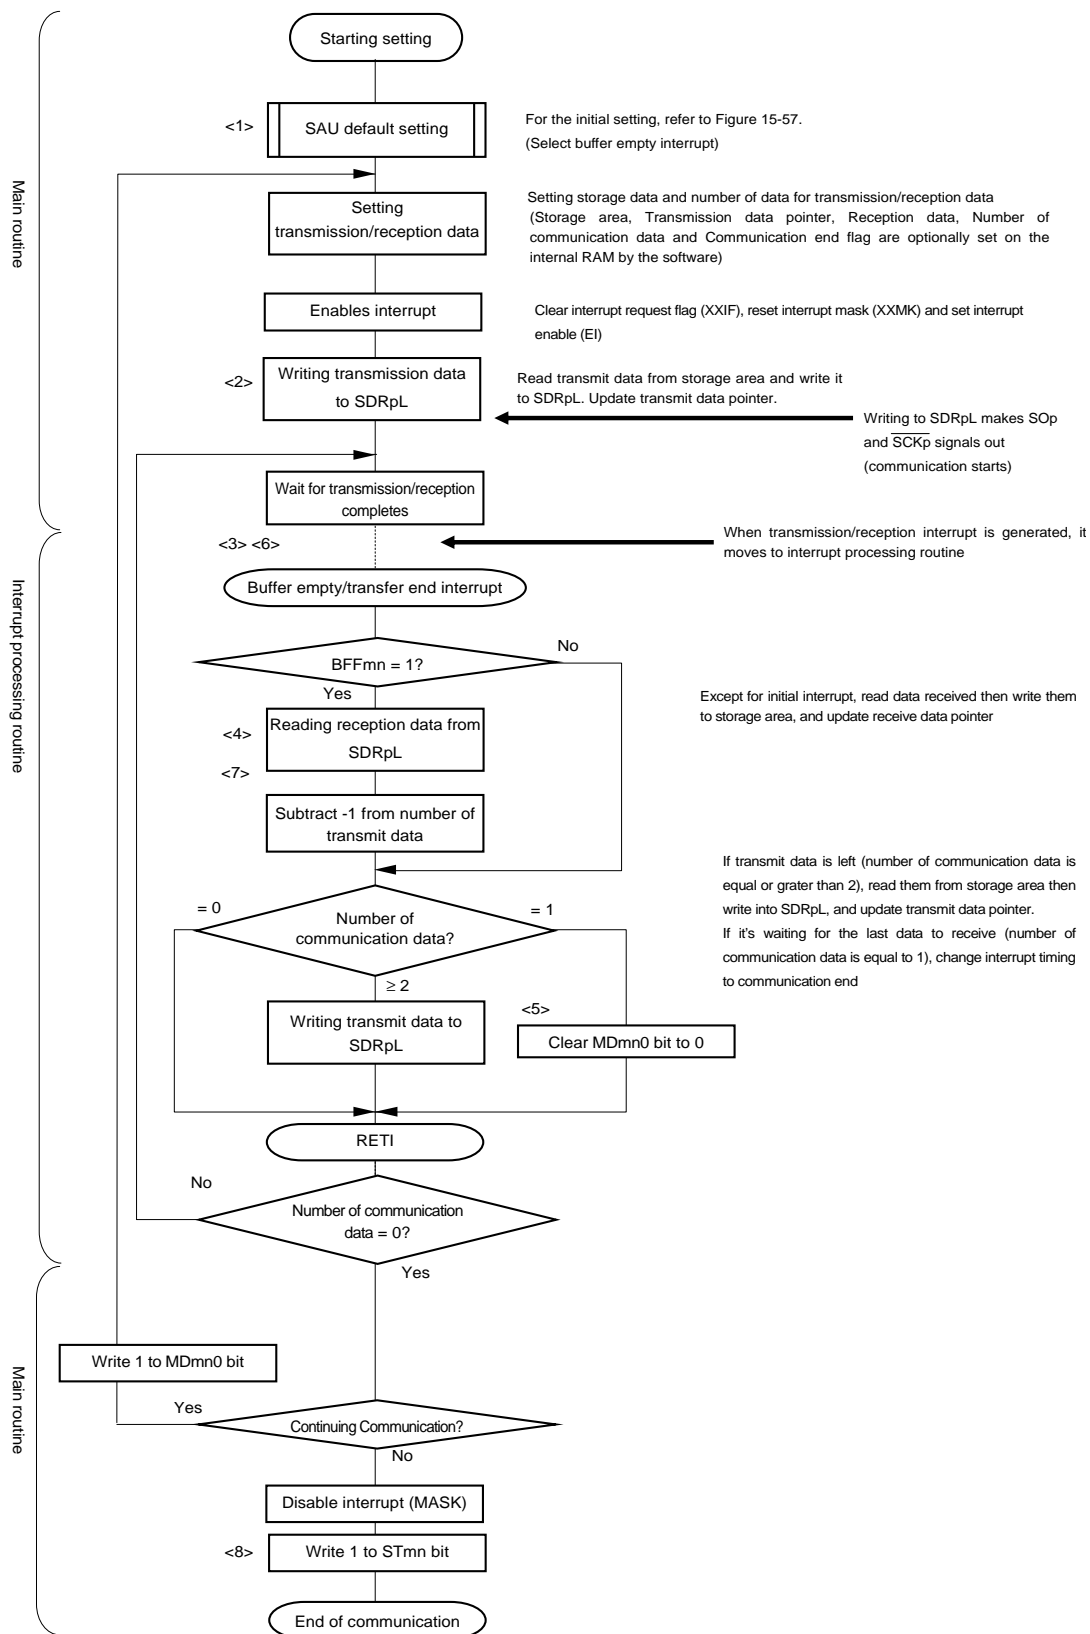 Starting setting
<1>
SAU default setting
For the initial setting, refer to Figure 15-57.
(Select buffer empty interrupt)
Main routine
Setting
transmission/reception data
Setting storage data and number of data for transmission/reception data
(Storage area, Transmission data pointer, Reception data, Number of
communication data and Communication end flag are optionally set on the
internal RAM by the software)
Enables interrupt
Clear interrupt request flag (XXIF), reset interrupt mask (XXMK) and set interrupt
enable (EI)
<2>
Writing transmission data
to SDRpL
Read transmit data from storage area and write it
to SDRpL. Update transmit data pointer.
Writing to SDRpL makes SOp
and SCKp signals out
(communication starts)
Wait for transmission/reception
completes
<3> <6>
When transmission/reception interrupt is generated, it
moves to interrupt processing routine
Interrupt processing routine
Buffer empty/transfer end interrupt
BFFmn = 1?
No
Yes
Except for initial interrupt, read data received then write them
to storage area, and update receive data pointer
<4>
Reading reception data from
SDRpL
<7>
Subtract -1 from number of
transmit data
If transmit data is left (number of communication data is
equal or grater than 2), read them from storage area then
write into SDRpL, and update transmit data pointer.
If it's waiting for the last data to receive (number of
communication data is equal to 1), change interrupt timing
to communication end
= 0
Number of
communication data?
= 1
≥ 2
<5>
Writing transmit data to
SDRpL
Clear MDmn0 bit to 0
RETI
No
Number of communication
data = 0?
Yes
Main routine
Write 1 to MDmn0 bit
Yes
Continuing Communication?
No
Disable interrupt (MASK)
<8>
Write 1 to STmn bit
End of communication